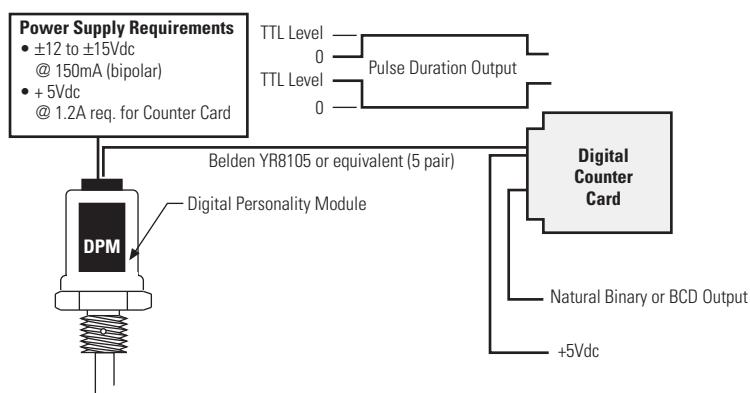 Power Supply Requirements
• ±12 to ±15Vdc
@ 150mA (bipolar)
• + 5Vdc
@ 1.2A req. for Counter Card
TTL Level
0
TTL Level
0
Pulse Duration Output
Belden YR8105 or equivalent (5 pair)
Digital
Counter
Card
Digital Personality Module
DPM
Natural Binary or BCD Output
+5Vdc